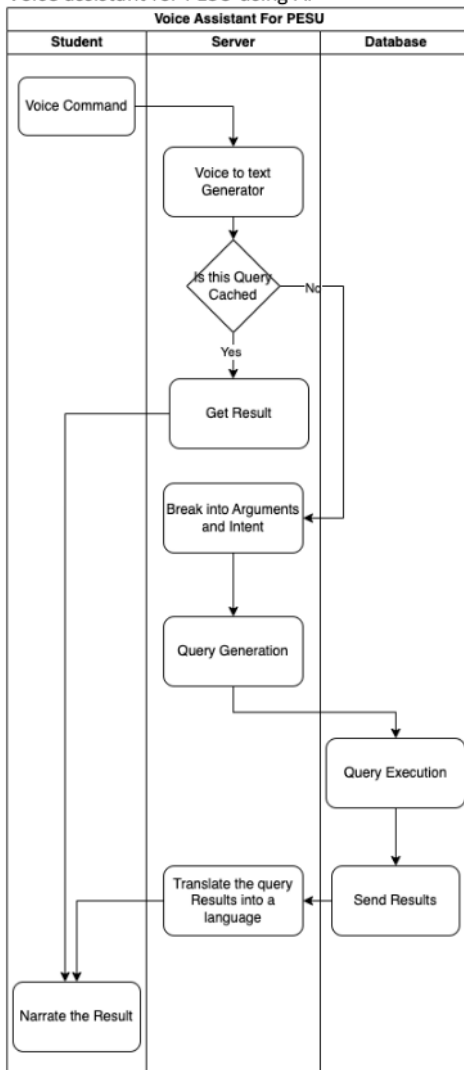 Voice Assistant For PESU
Student
Server
Database
Voice Command
Voice to text
Generator
Is this Query
Cached
No
Yes
Get Result
Break into Arguments
and Intent
Query Generation
Query Execution
Translate the query
Results into a
language
Send Results
Narrate the Result